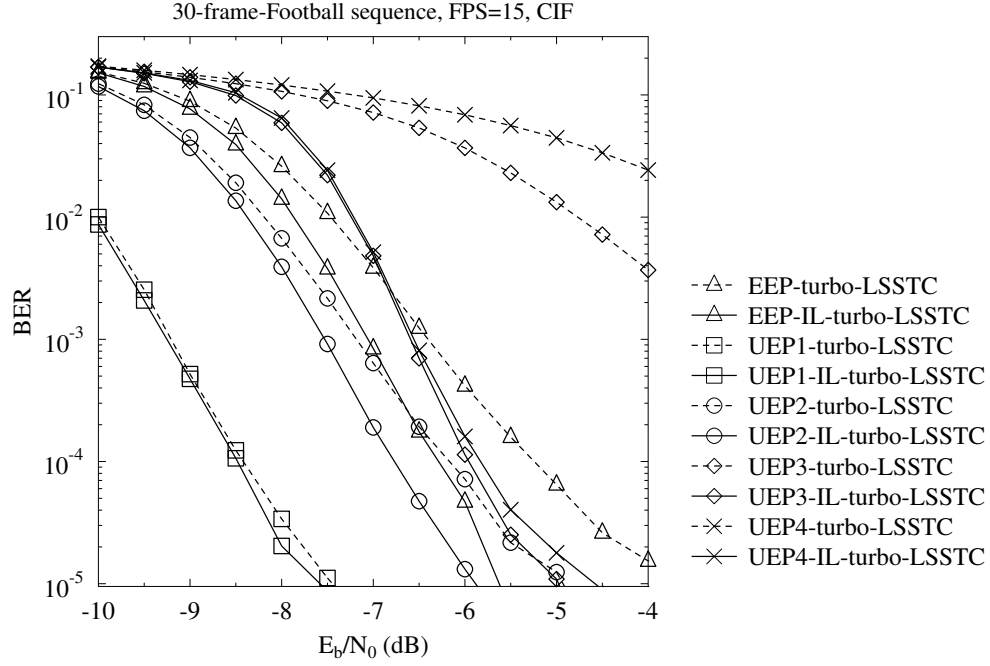 30-frame-Football sequence, FPS=15, CIF
10⁻¹
10⁻²
10⁻³
10⁻⁴
10⁻⁵
BER
-10 -9 -8 -7 -6 -5 -4
E_b/N_0 (dB)
EEP-turbo-LSSTC
EEP-IL-turbo-LSSTC
UEP1-turbo-LSSTC
UEP1-IL-turbo-LSSTC
UEP2-turbo-LSSTC
UEP2-IL-turbo-LSSTC
UEP3-turbo-LSSTC
UEP3-IL-turbo-LSSTC
UEP4-turbo-LSSTC
UEP4-IL-turbo-LSSTC